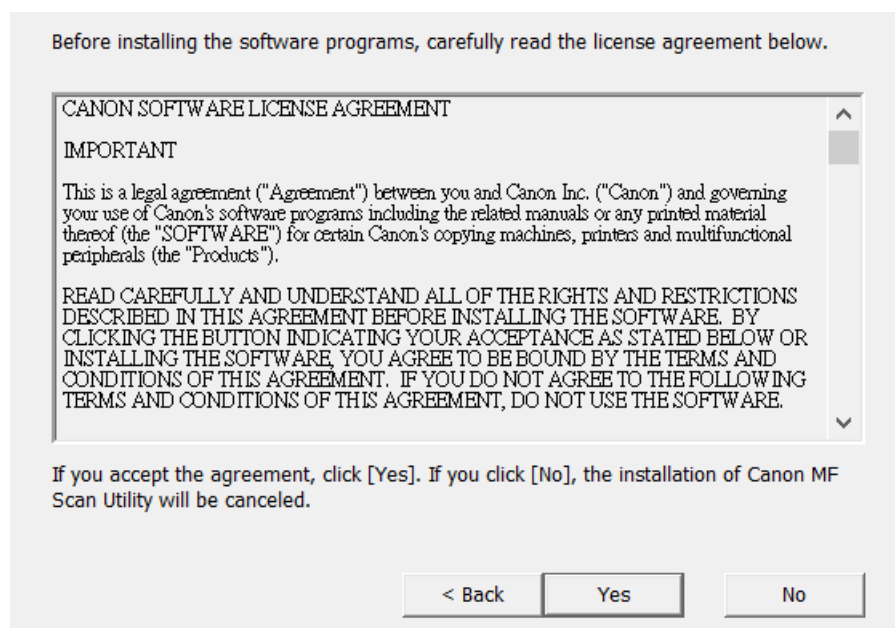 Before installing the software programs, carefully read the license agreement below.
CANON SOFTWARE LICENSE AGREEMENT
IMPORTANT
This is a legal agreement ("Agreement") between you and Canon Inc. ("Canon") and governing
your use of Canon's software programs including the related manuals or any printed material
thereof (the "SOFTWARE") for certain Canon's copying machines, printers and multifunctional
peripherals (the "Products").
READ CAREFULLY AND UNDERSTAND ALL OF THE RIGHTS AND RESTRICTIONS
DESCRIBED IN THIS AGREEMENT BEFORE INSTALLING THE SOFTWARE. BY
CLICKING THE BUTTON INDICATING YOUR ACCEPTANCE AS STATED BELOW OR
INSTALLING THE SOFTWARE, YOU AGREE TO BE BOUND BY THE TERMS AND
CONDITIONS OF THIS AGREEMENT. IF YOU DO NOT AGREE TO THE FOLLOWING
TERMS AND CONDITIONS OF THIS AGREEMENT, DO NOT USE THE SOFTWARE.
If you accept the agreement, click [Yes]. If you click [No], the installation of Canon MF
Scan Utility will be canceled.
< Back Yes No